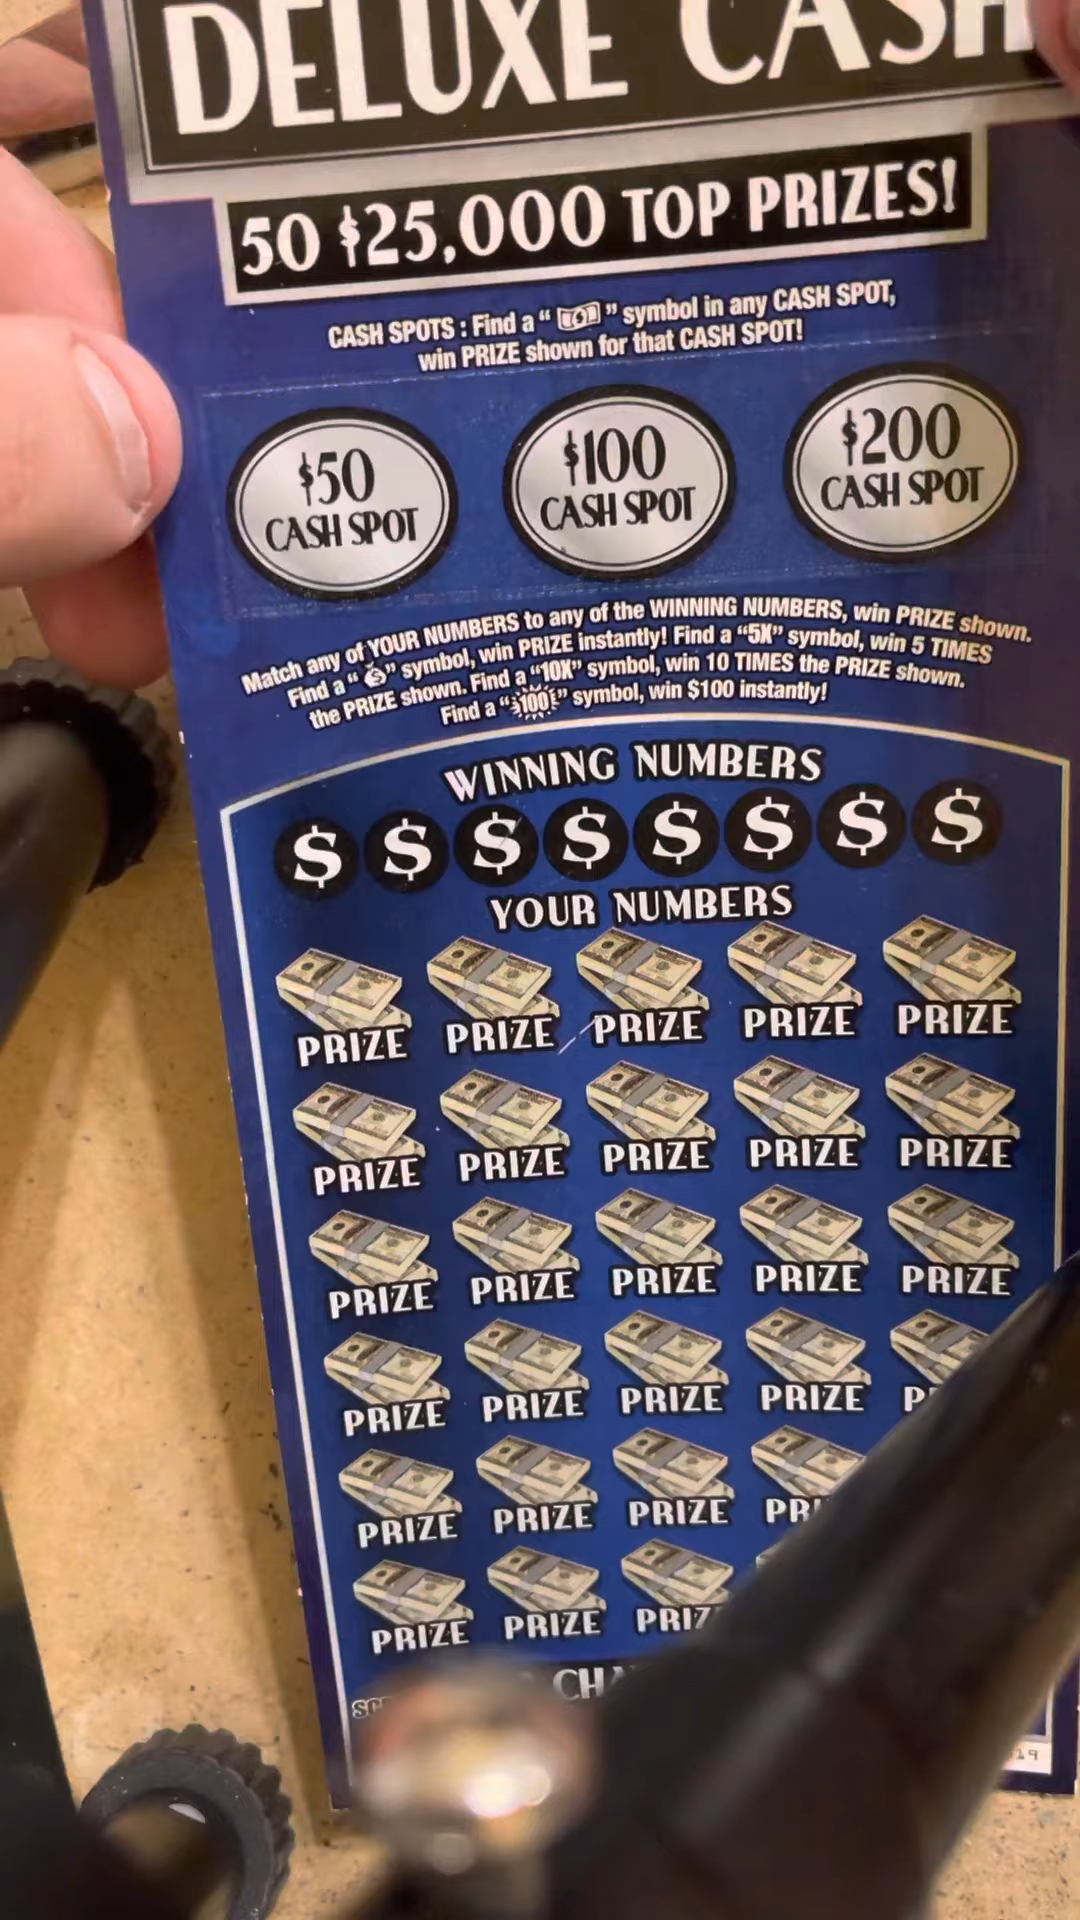 DELUXE CASH
50 $25,000 TOP PRIZES!
CASH SPOTS : Find a “ ” symbol in any CASH SPOT,
win PRIZE shown for that CASH SPOT!
$50
CASH SPOT
$100
CASH SPOT
$200
CASH SPOT
Match any of YOUR NUMBERS to any of the WINNING NUMBERS, win PRIZE shown.
Find a “ ” symbol, win PRIZE instantly! Find a “5X” symbol, win 5 TIMES
the PRIZE shown. Find a “10X” symbol, win 10 TIMES the PRIZE shown.
Find a “$100” symbol, win $100 instantly!
WINNING NUMBERS
$ $ $ $ $ $ $ $
YOUR NUMBERS
PRIZE PRIZE PRIZE PRIZE PRIZE
PRIZE PRIZE PRIZE PRIZE PRIZE
PRIZE PRIZE PRIZE PRIZE PRIZE
PRIZE PRIZE PRIZE PRIZE P
PRIZE PRIZE PRIZE PRI
PRIZE PRIZE PRIZ
CHA
19